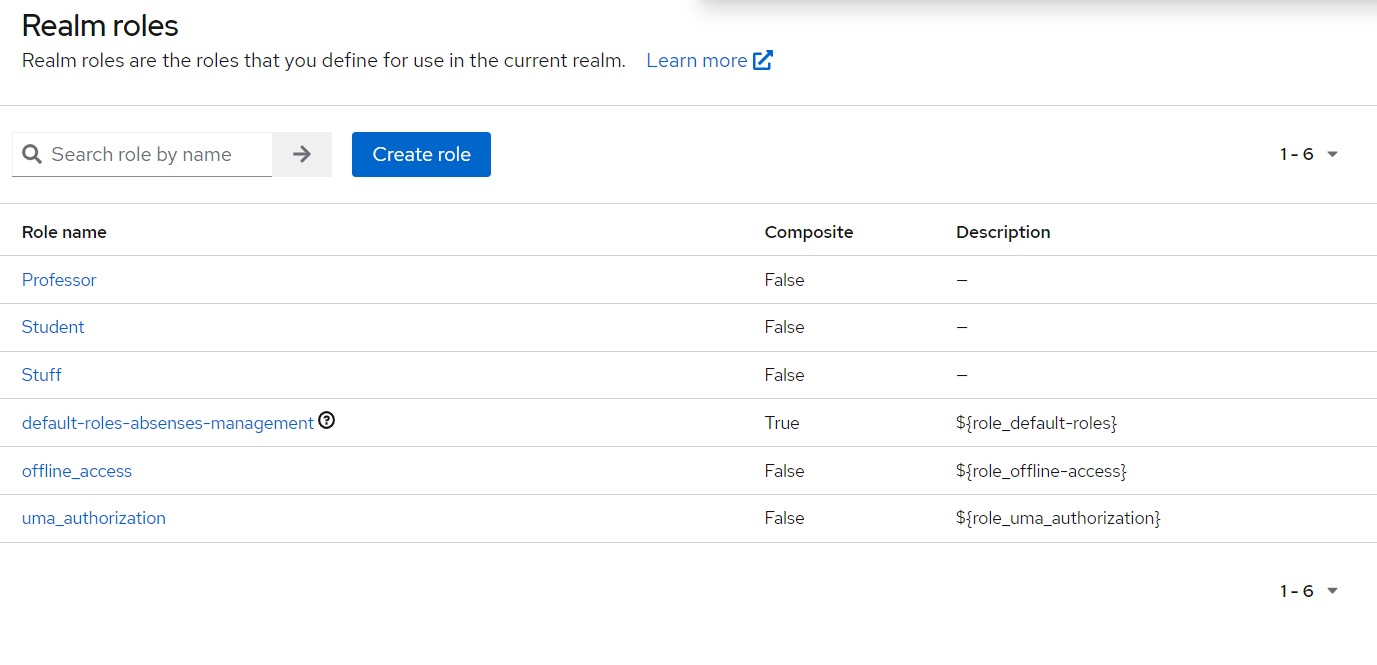 Realm roles
Realm roles are the roles that you define for use in the current realm. Learn more
Search role by name Create role 1 - 6
Role name Composite Description
Professor False –
Student False –
Stuff False –
default-roles-absenses-management True ${role_default-roles}
offline_access False ${role_offline-access}
uma_authorization False ${role_uma_authorization}
1 - 6